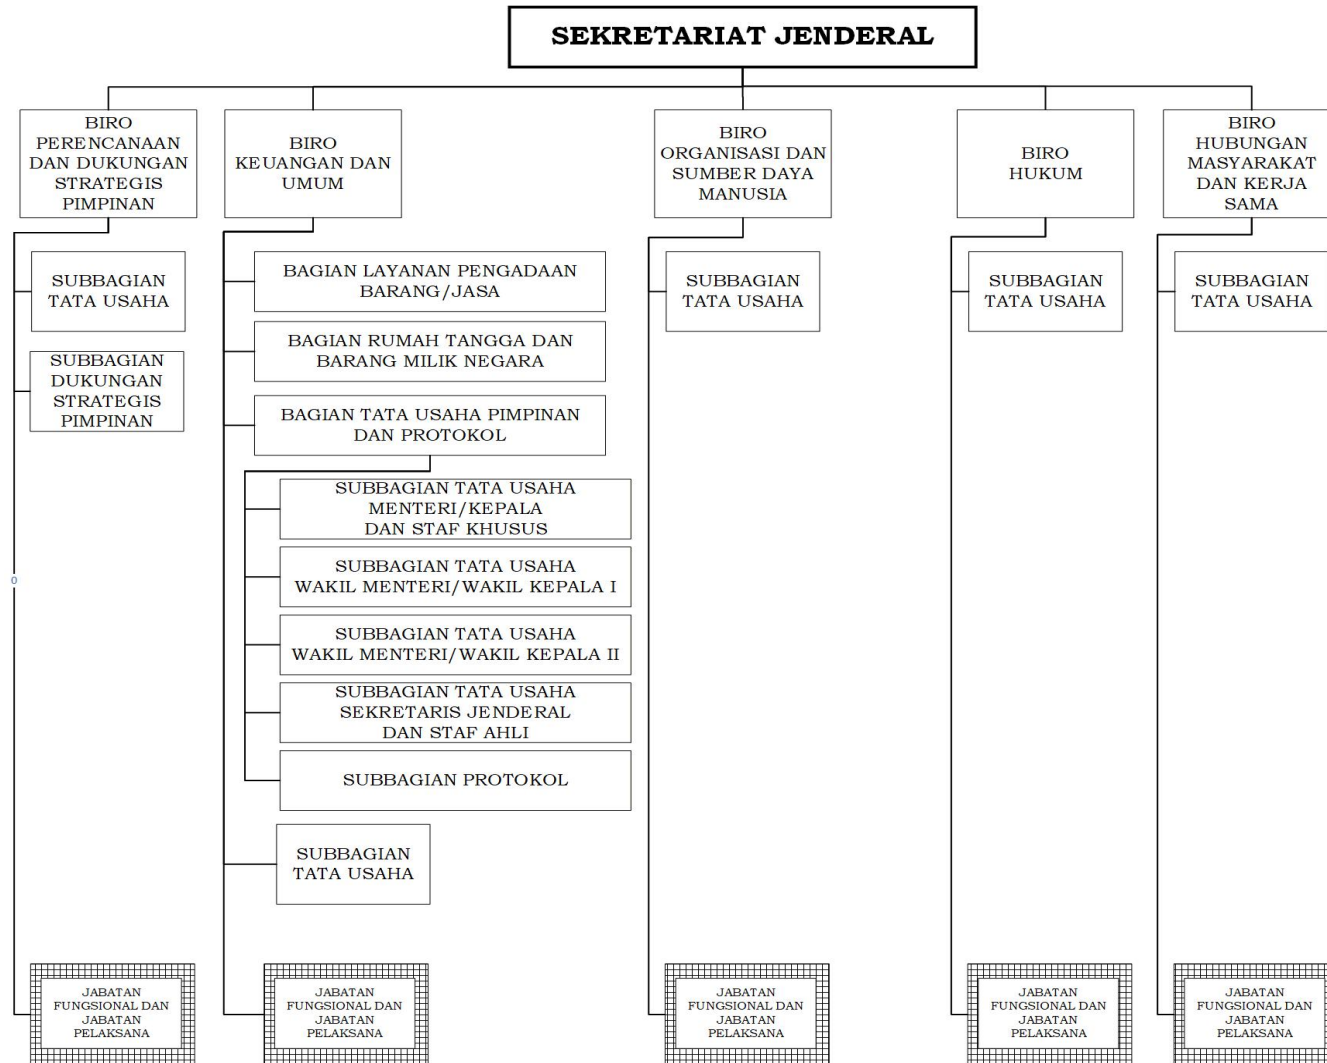 SEKRETARIAT JENDERAL
BIRO
PERENCANAAN
DAN DUKUNGAN
STRATEGIS
PIMPINAN
BIRO
KEUANGAN DAN
UMUM
BIRO
ORGANISASI DAN
SUMBER DAYA
MANUSIA
BIRO
HUKUM
BIRO
HUBUNGAN
MASYARAKAT
DAN KERJA
SAMA
SUBBAGIAN
TATA USAHA
SUBBAGIAN
DUKUNGAN
STRATEGIS
PIMPINAN
BAGIAN LAYANAN PENGADAAN
BARANG/JASA
BAGIAN RUMAH TANGGA DAN
BARANG MILIK NEGARA
BAGIAN TATA USAHA PIMPINAN
DAN PROTOKOL
SUBBAGIAN TATA USAHA
MENTERI/KEPALA
DAN STAF KHUSUS
SUBBAGIAN TATA USAHA
WAKIL MENTERI/WAKIL KEPALA I
SUBBAGIAN TATA USAHA
WAKIL MENTERI/WAKIL KEPALA II
SUBBAGIAN TATA USAHA
SEKRETARIS JENDERAL
DAN STAF AHLI
SUBBAGIAN PROTOKOL
SUBBAGIAN
TATA USAHA
SUBBAGIAN
TATA USAHA
SUBBAGIAN
TATA USAHA
SUBBAGIAN
TATA USAHA
0
JABATAN
FUNGSIONAL DAN
JABATAN
PELAKSANA
JABATAN
FUNGSIONAL DAN
JABATAN
PELAKSANA
JABATAN
FUNGSIONAL DAN
JABATAN
PELAKSANA
JABATAN
FUNGSIONAL DAN
JABATAN
PELAKSANA
JABATAN
FUNGSIONAL DAN
JABATAN
PELAKSANA